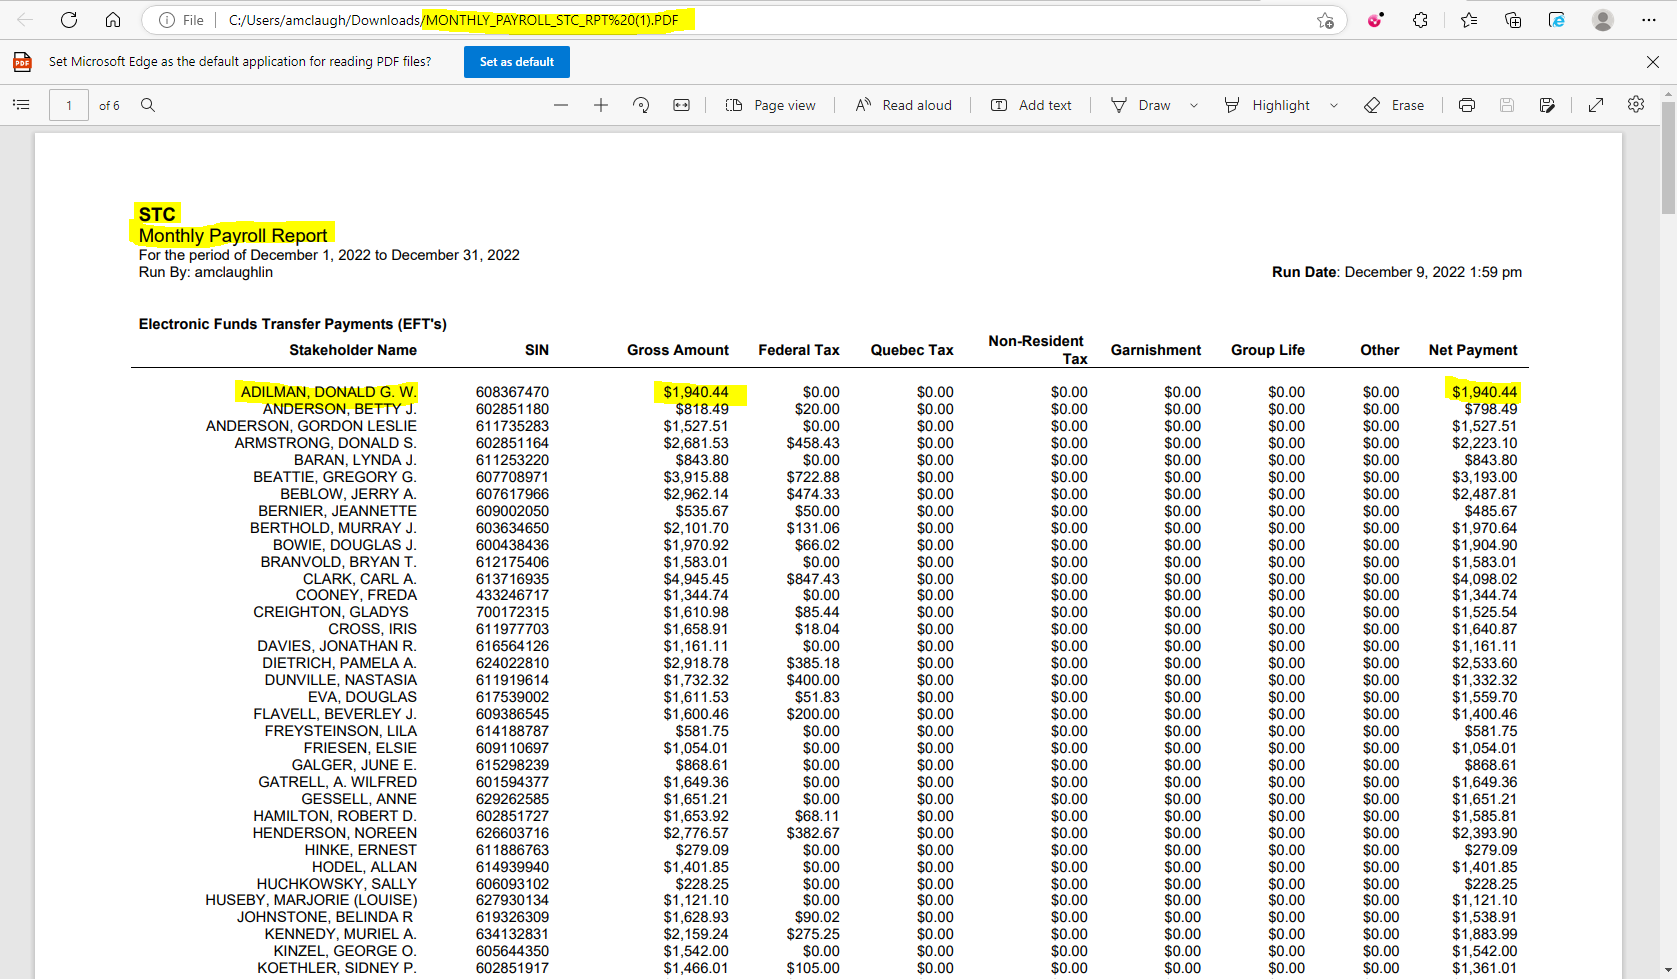 File C:/Users/amclaugh/Downloads/MONTHLY_PAYROLL_STC_RPT%20(1).PDF
Set Microsoft Edge as the default application for reading PDF files? Set as default
1 of 6 Page view Read aloud Add text Draw Highlight Erase
STC
Monthly Payroll Report
For the period of December 1, 2022 to December 31, 2022
Run By: amclaughlin Run Date: December 9, 2022 1:59 pm
Electronic Funds Transfer Payments (EFT's)
Stakeholder Name SIN Gross Amount Federal Tax Quebec Tax Non-Resident Tax Garnishment Group Life Other Net Payment
ADILMAN, DONALD G. W. 608367470 $1,940.44 $0.00 $0.00 $0.00 $0.00 $0.00 $0.00 $1,940.44
ANDERSON, BETTY J. 602851180 $818.49 $20.00 $0.00 $0.00 $0.00 $0.00 $0.00 $798.49
ANDERSON, GORDON LESLIE 611735283 $1,527.51 $0.00 $0.00 $0.00 $0.00 $0.00 $0.00 $1,527.51
ARMSTRONG, DONALD S. 602851164 $2,681.53 $458.43 $0.00 $0.00 $0.00 $0.00 $0.00 $2,223.10
BARAN, LYNDA J. 611253220 $843.80 $0.00 $0.00 $0.00 $0.00 $0.00 $0.00 $843.80
BEATTIE, GREGORY G. 607708971 $3,915.88 $722.88 $0.00 $0.00 $0.00 $0.00 $0.00 $3,193.00
BEBLOW, JERRY A. 607617966 $2,962.14 $474.33 $0.00 $0.00 $0.00 $0.00 $0.00 $2,487.81
BERNIER, JEANNETTE 609002050 $535.67 $50.00 $0.00 $0.00 $0.00 $0.00 $0.00 $485.67
BERTHOLD, MURRAY J. 603634650 $2,101.70 $131.06 $0.00 $0.00 $0.00 $0.00 $0.00 $1,970.64
BOWIE, DOUGLAS J. 600438436 $1,970.92 $66.02 $0.00 $0.00 $0.00 $0.00 $0.00 $1,904.90
BRANVOLD, BRYAN T. 612175406 $1,583.01 $0.00 $0.00 $0.00 $0.00 $0.00 $0.00 $1,583.01
CLARK, CARL A. 613716935 $4,945.45 $847.43 $0.00 $0.00 $0.00 $0.00 $0.00 $4,098.02
COONEY, FREDA 433246717 $1,344.74 $0.00 $0.00 $0.00 $0.00 $0.00 $0.00 $1,344.74
CREIGHTON, GLADYS 700172315 $1,610.98 $85.44 $0.00 $0.00 $0.00 $0.00 $0.00 $1,525.54
CROSS, IRIS 611977703 $1,658.91 $18.04 $0.00 $0.00 $0.00 $0.00 $0.00 $1,640.87
DAVIES, JONATHAN R. 616564126 $1,161.11 $0.00 $0.00 $0.00 $0.00 $0.00 $0.00 $1,161.11
DIETRICH, PAMELA A. 624022810 $2,918.78 $385.18 $0.00 $0.00 $0.00 $0.00 $0.00 $2,533.60
DUNVILLE, NASTASIA 611919614 $1,732.32 $400.00 $0.00 $0.00 $0.00 $0.00 $0.00 $1,332.32
EVA, DOUGLAS 617539002 $1,611.53 $51.83 $0.00 $0.00 $0.00 $0.00 $0.00 $1,559.70
FLAVELL, BEVERLEY J. 609386545 $1,600.46 $200.00 $0.00 $0.00 $0.00 $0.00 $0.00 $1,400.46
FREYSTEINSON, LILA 614188787 $581.75 $0.00 $0.00 $0.00 $0.00 $0.00 $0.00 $581.75
FRIESEN, ELSIE 609110697 $1,054.01 $0.00 $0.00 $0.00 $0.00 $0.00 $0.00 $1,054.01
GALGER, JUNE E. 615298239 $868.61 $0.00 $0.00 $0.00 $0.00 $0.00 $0.00 $868.61
GATRELL, A. WILFRED 601594377 $1,649.36 $0.00 $0.00 $0.00 $0.00 $0.00 $0.00 $1,649.36
GESSELL, ANNE 629262585 $1,651.21 $0.00 $0.00 $0.00 $0.00 $0.00 $0.00 $1,651.21
HAMILTON, ROBERT D. 602851727 $1,653.92 $68.11 $0.00 $0.00 $0.00 $0.00 $0.00 $1,585.81
HENDERSON, NOREEN 626603716 $2,776.57 $382.67 $0.00 $0.00 $0.00 $0.00 $0.00 $2,393.90
HINKE, ERNEST 611886763 $279.09 $0.00 $0.00 $0.00 $0.00 $0.00 $0.00 $279.09
HODEL, ALLAN 614939940 $1,401.85 $0.00 $0.00 $0.00 $0.00 $0.00 $0.00 $1,401.85
HUCHKOWSKY, SALLY 606093102 $228.25 $0.00 $0.00 $0.00 $0.00 $0.00 $0.00 $228.25
HUSEBY, MARJORIE (LOUISE) 627930134 $1,121.10 $0.00 $0.00 $0.00 $0.00 $0.00 $0.00 $1,121.10
JOHNSTONE, BELINDA R 619326309 $1,628.93 $90.02 $0.00 $0.00 $0.00 $0.00 $0.00 $1,538.91
KENNEDY, MURIEL A. 634132831 $2,159.24 $275.25 $0.00 $0.00 $0.00 $0.00 $0.00 $1,883.99
KINZEL, GEORGE O. 605644350 $1,542.00 $0.00 $0.00 $0.00 $0.00 $0.00 $0.00 $1,542.00
KOETHLER, SIDNEY P. 602851917 $1,466.01 $105.00 $0.00 $0.00 $0.00 $0.00 $0.00 $1,361.01